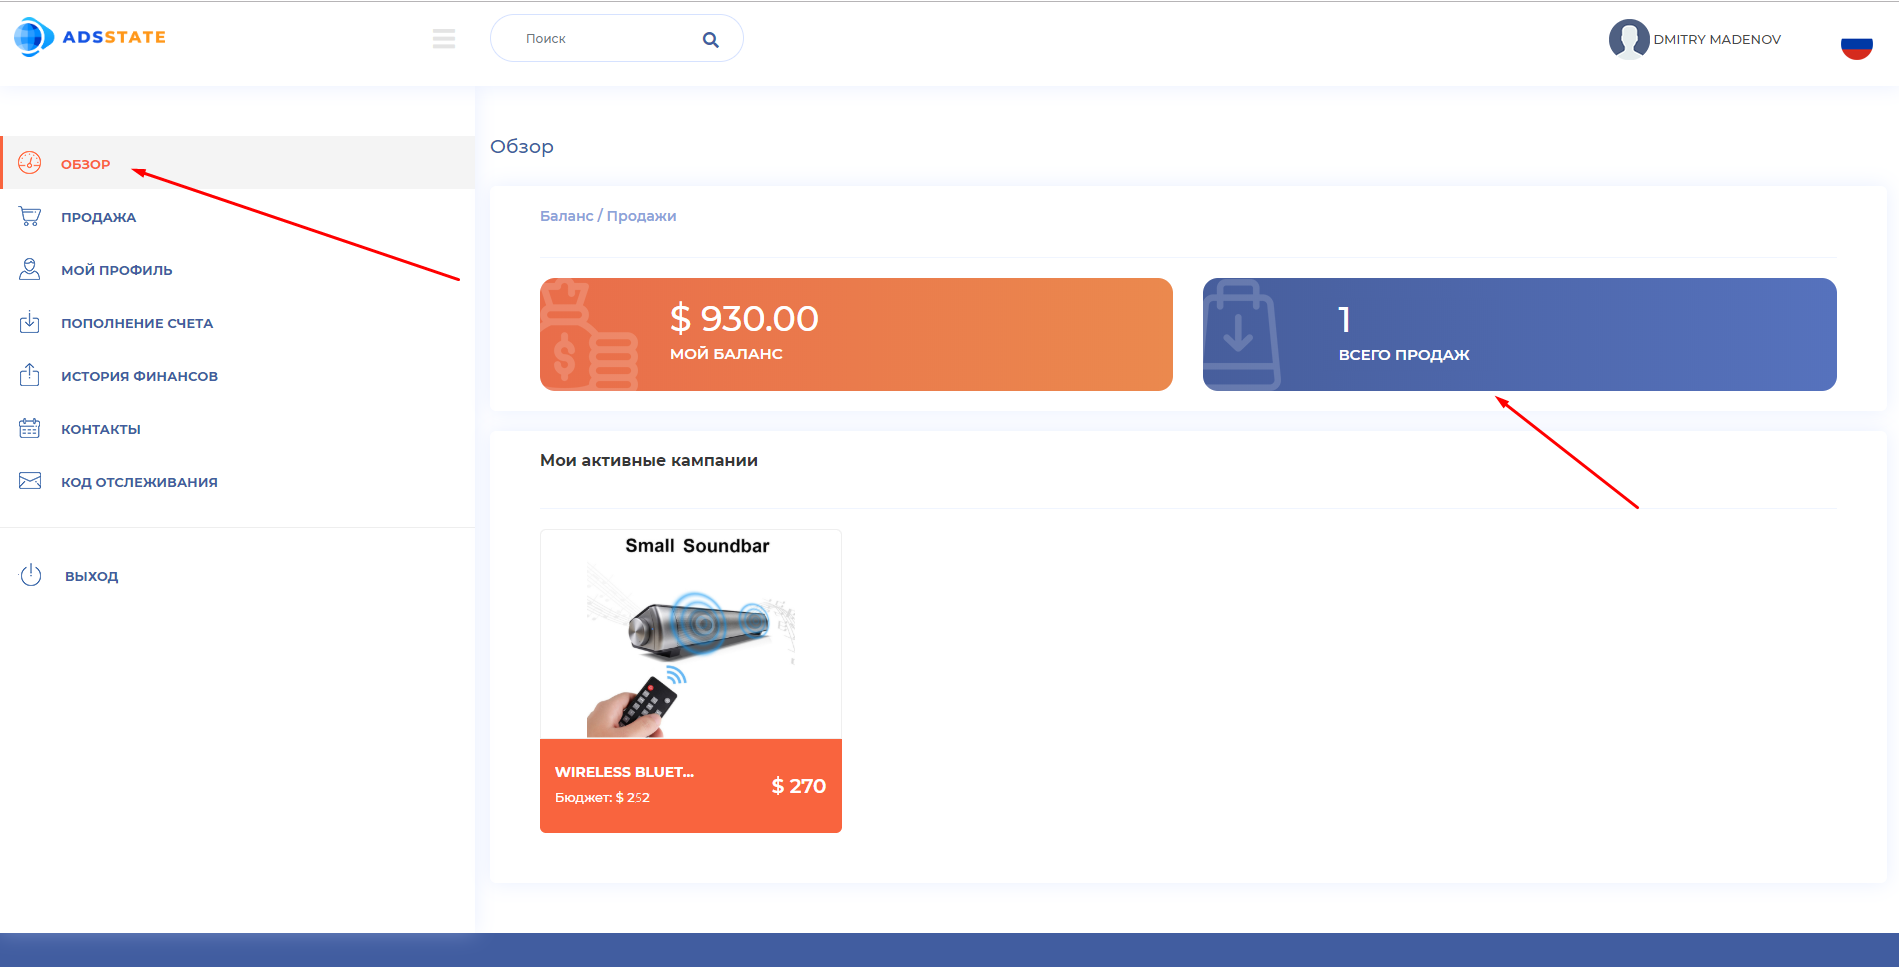 ADSSTATE
Поиск
DMITRY MADENOV
ОБЗОР
ПРОДАЖА
МОЙ ПРОФИЛЬ
ПОПОЛНЕНИЕ СЧЕТА
ИСТОРИЯ ФИНАНСОВ
КОНТАКТЫ
КОД ОТСЛЕЖИВАНИЯ
ВЫХОД
Обзор
Баланс / Продажи
$ 930.00
МОЙ БАЛАНС
1
ВСЕГО ПРОДАЖ
Мои активные кампании
Small Soundbar
WIRELESS BLUET...
Бюджет: $ 252
$ 270